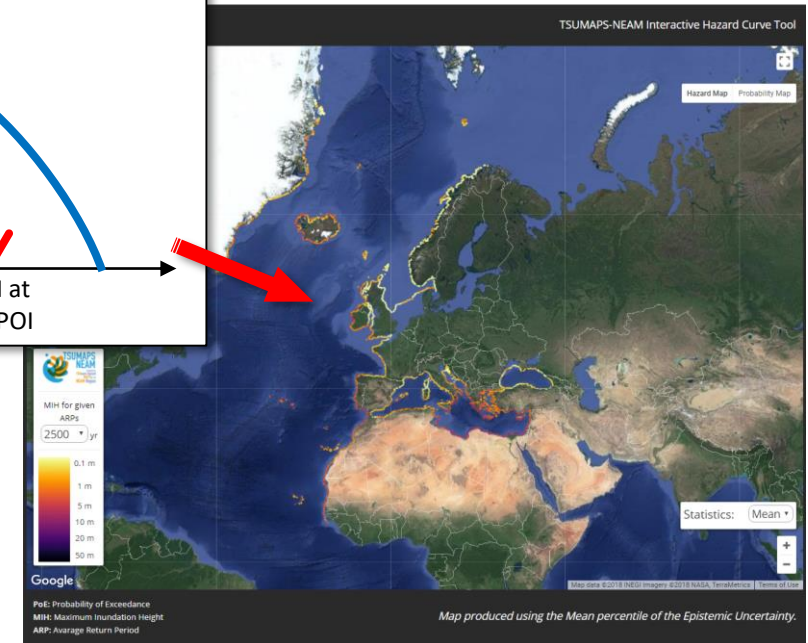 TSUMAPS-NEAM Interactive Hazard Curve Tool
Hazard Map Probability Map
at
POI
TSUMAPS
NEAM
MIH for given
ARPs
2500 yr
0.1 m
1 m
5 m
10 m
20 m
50 m
Statistics: Mean
+
−
Google
Map data ©2018 INEGI Imagery ©2018 NASA, TerraMetrics Terms of Use
PoE: Probability of Exceedance
MIH: Maximum Inundation Height
ARP: Avarage Return Period
Map produced using the Mean percentile of the Epistemic Uncertainty.